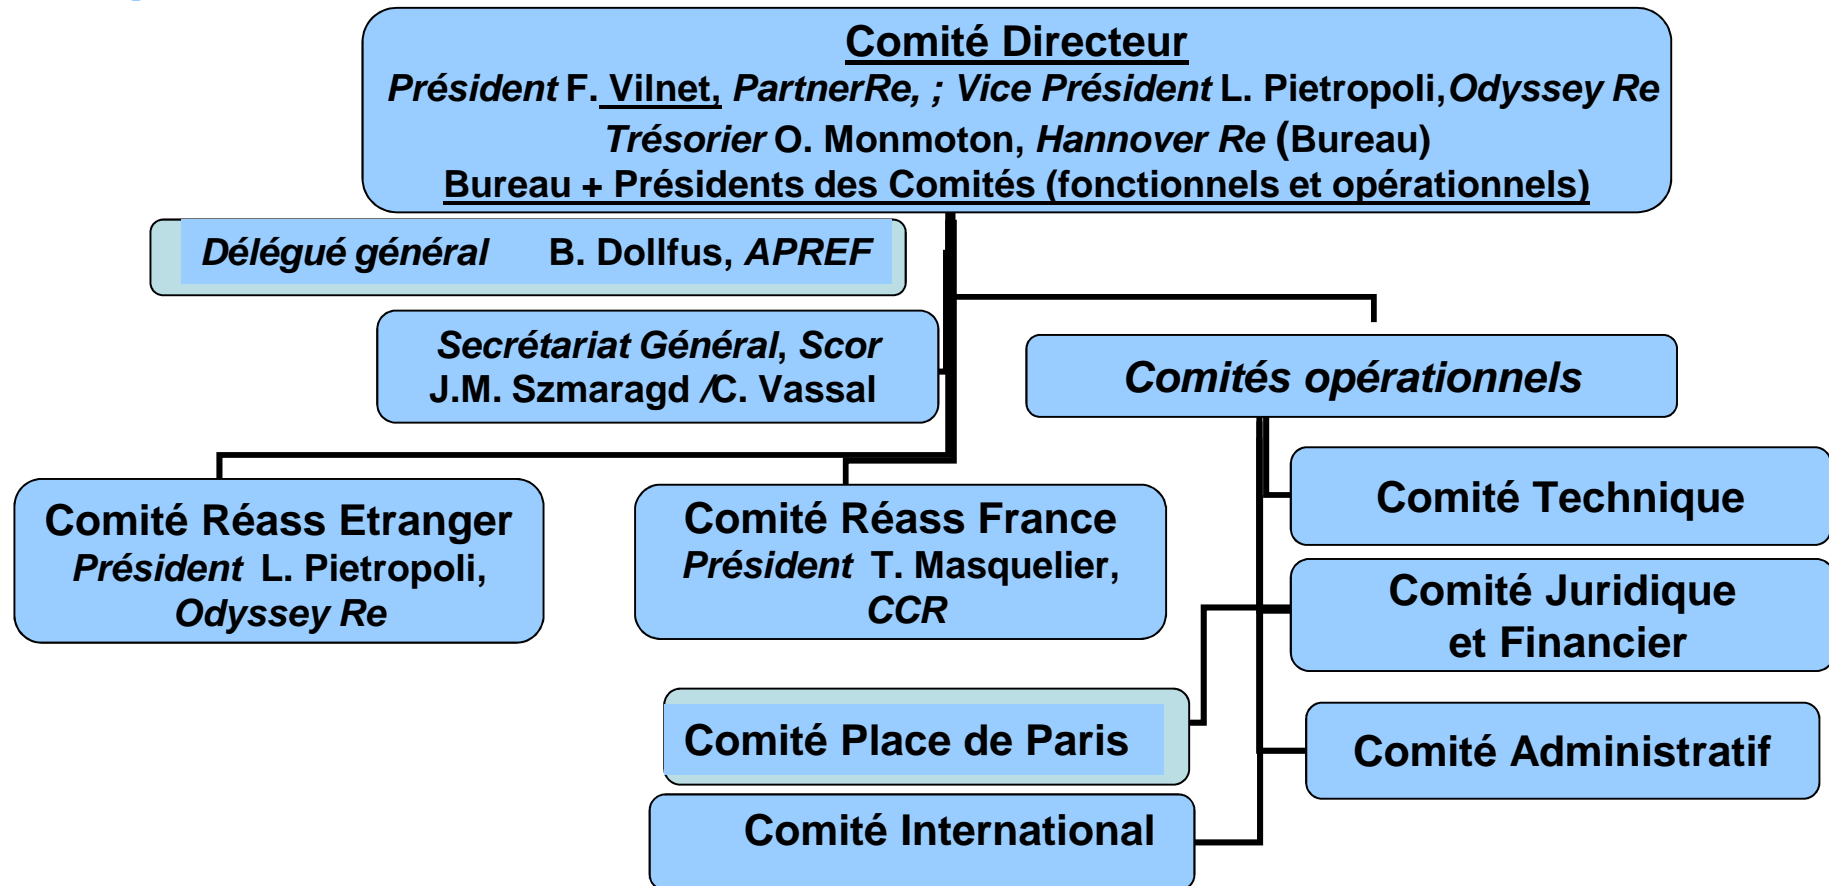 Comité Directeur
Président F. Vilnet, PartnerRe, ; Vice Président L. Pietropoli,Odyssey Re
Trésorier O. Monmoton, Hannover Re (Bureau)
Bureau + Présidents des Comités (fonctionnels et opérationnels)
Délégué général B. Dollfus, APREF
Secrétariat Général, Scor
J.M. Szmaragd /C. Vassal
Comités opérationnels
Comité Réass Etranger
Président L. Pietropoli,
Odyssey Re
Comité Réass France
Président T. Masquelier,
CCR
Comité Technique
Comité Juridique
et Financier
Comité Place de Paris
Comité Administratif
Comité International